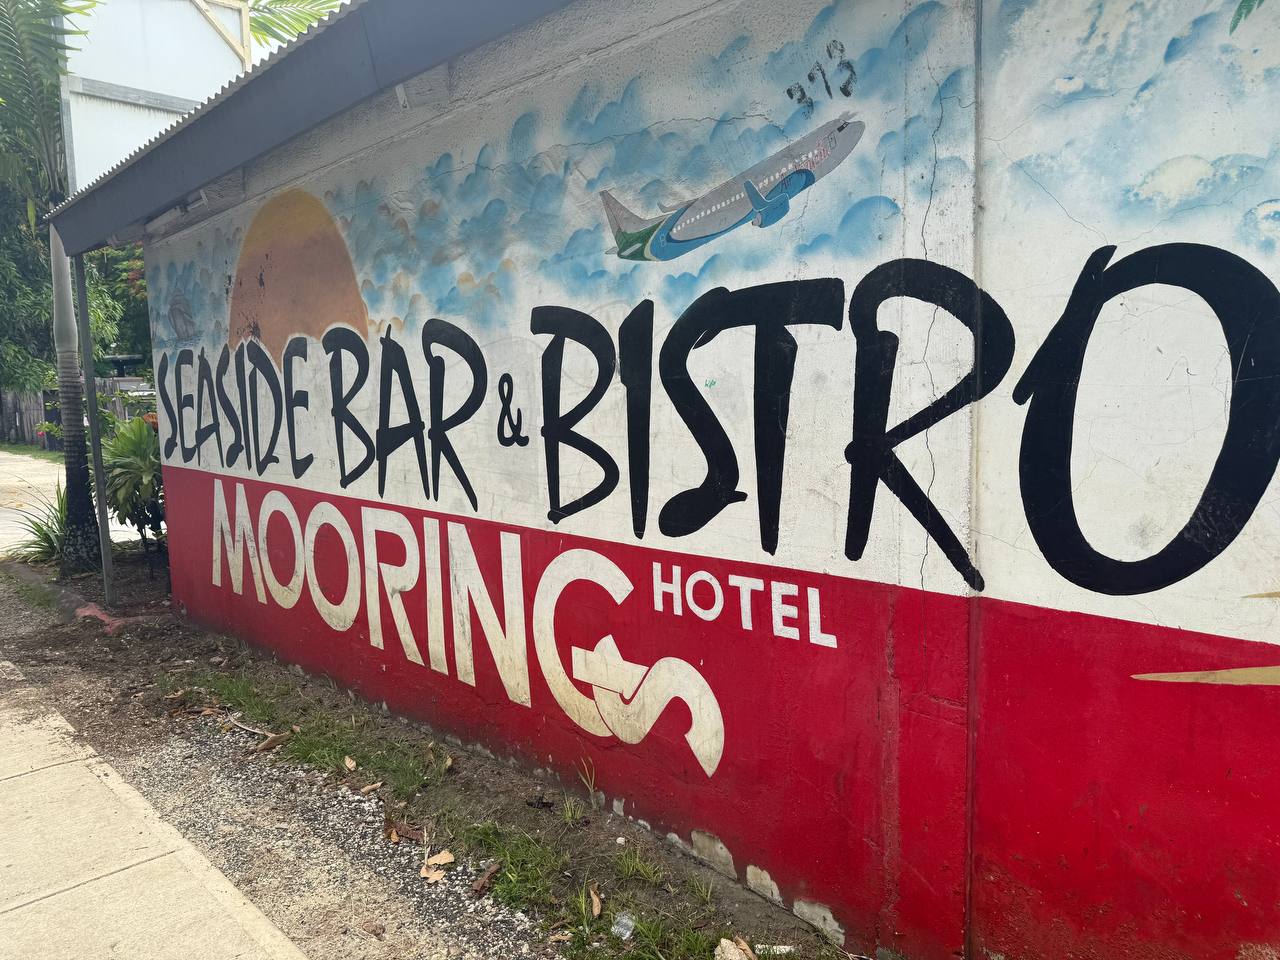 373
SEASIDE BAR & BISTRO
MOORINGS HOTEL